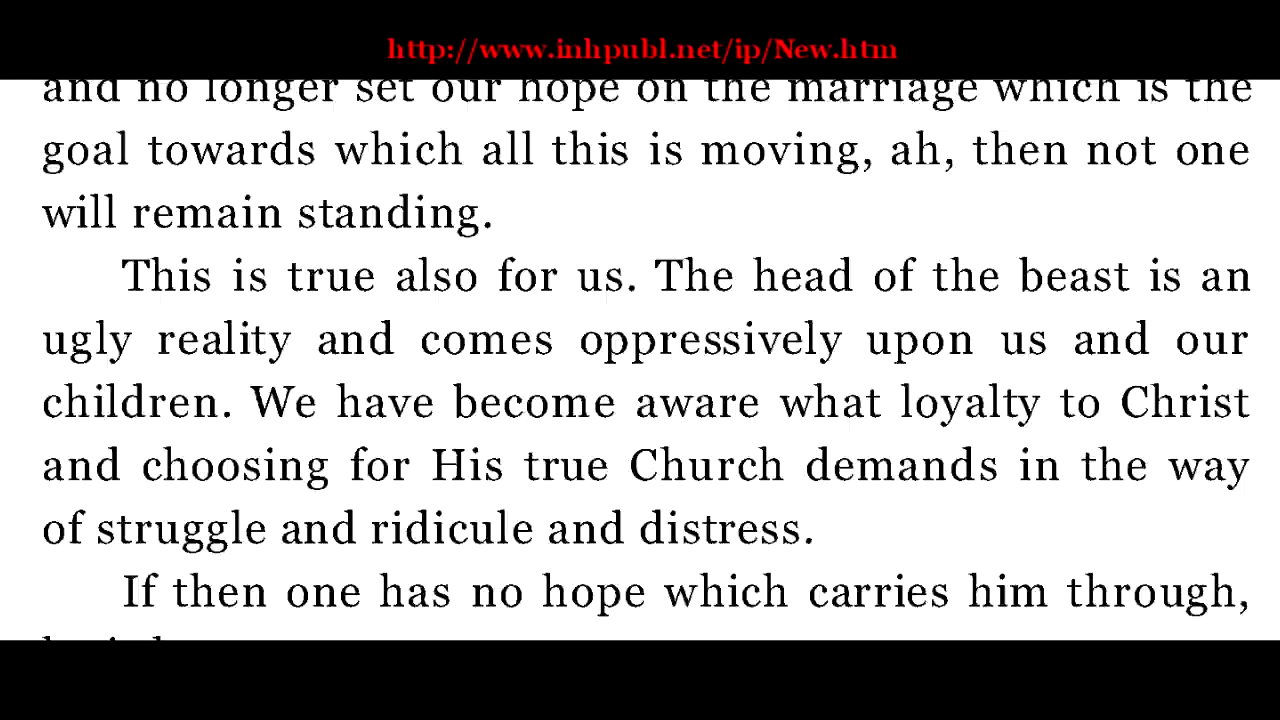 http://www.inhpubl.net/ip/New.htm
and no longer set our hope on the marriage which is the
goal towards which all this is moving, ah, then not one
will remain standing.
This is true also for us. The head of the beast is an
ugly reality and comes oppressively upon us and our
children. We have become aware what loyalty to Christ
and choosing for His true Church demands in the way
of struggle and ridicule and distress.
If then one has no hope which carries him through,